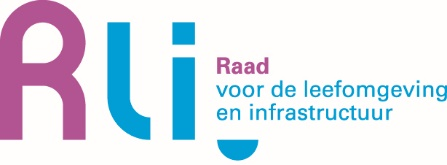 Rli
Raad
voor de leefomgeving
en infrastructuur